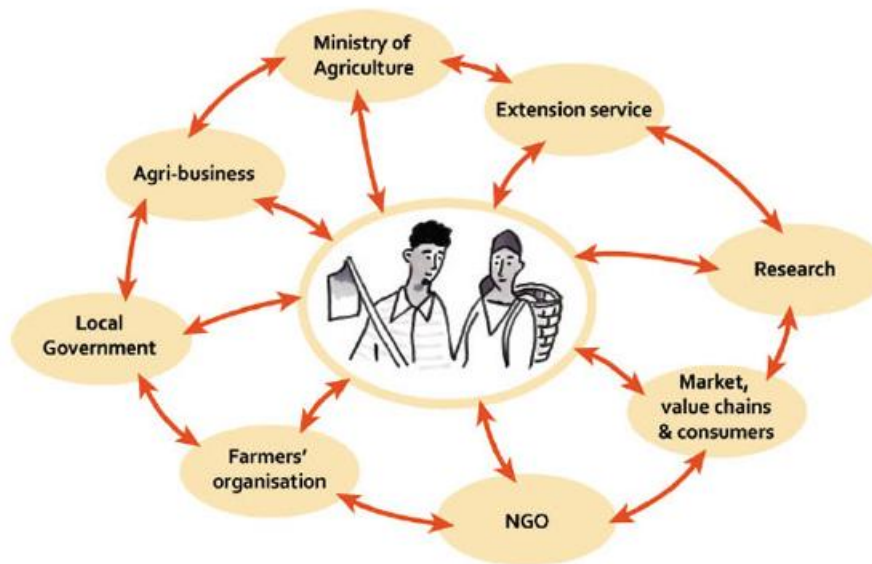 Ministry of
Agriculture
Extension service
Agri-business
Research
Local
Government
Market,
value chains
& consumers
Farmers'
organisation
NGO